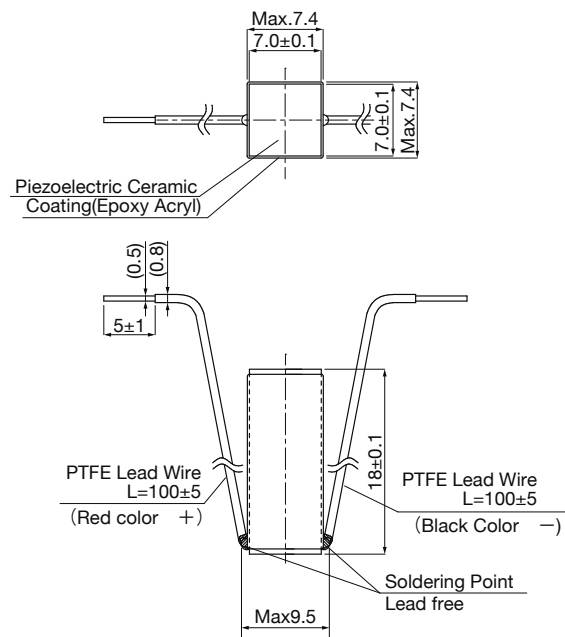 Max.7.4
7.0±0.1
7.0±0.1
Max.7.4
Piezoelectric Ceramic
Coating(Epoxy Acryl)
(0.5)
(0.8)
5±1
18±0.1
PTFE Lead Wire
L=100±5
(Red color +)
PTFE Lead Wire
L=100±5
(Black Color −)
Soldering Point
Lead free
Max9.5